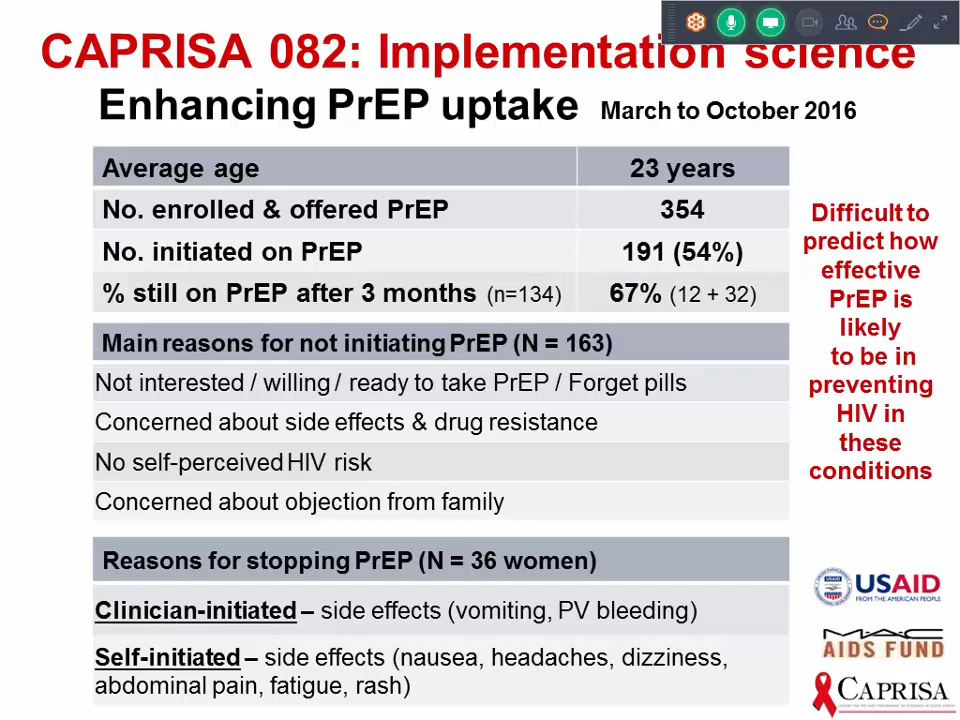 CAPRISA 082: Implementation science
Enhancing PrEP uptake March to October 2016
Average age 23 years
No. enrolled & offered PrEP 354
No. initiated on PrEP 191 (54%)
% still on PrEP after 3 months (n=134) 67% (12 + 32)
Main reasons for not initiating PrEP (N = 163)
Not interested / willing / ready to take PrEP / Forget pills
Concerned about side effects & drug resistance
No self-perceived HIV risk
Concerned about objection from family
Reasons for stopping PrEP (N = 36 women)
Clinician-initiated – side effects (vomiting, PV bleeding)
Self-initiated – side effects (nausea, headaches, dizziness,
abdominal pain, fatigue, rash)
Difficult to
predict how
effective
PrEP is
likely
to be in
preventing
HIV in
these
conditions
USAID
FROM THE AMERICAN PEOPLE
MAC
AIDS FUND
CAPRISA